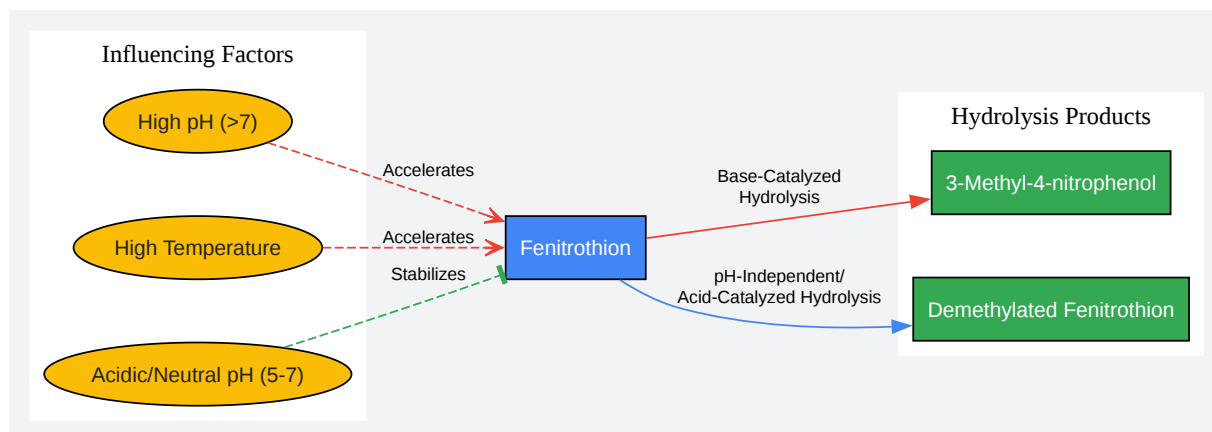 Influencing Factors
High pH (>7)
High Temperature
Acidic/Neutral pH (5-7)
Accelerates
Accelerates
Stabilizes
Fenitrothion
Base-Catalyzed
Hydrolysis
pH-Independent/
Acid-Catalyzed Hydrolysis
Hydrolysis Products
3-Methyl-4-nitrophenol
Demethylated Fenitrothion